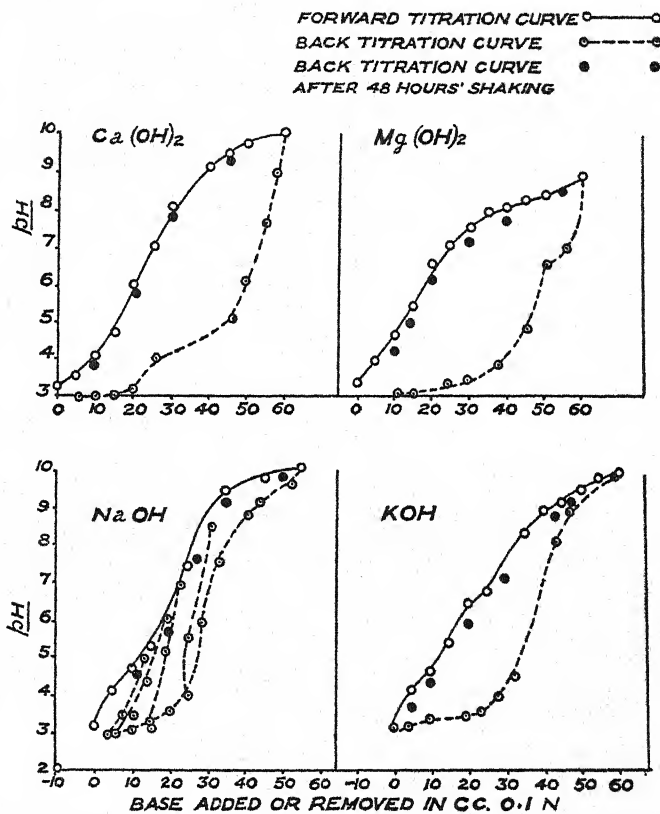 FORWARD TITRATION CURVE
BACK TITRATION CURVE
BACK TITRATION CURVE
AFTER 48 HOURS' SHAKING
Ca (OH)2
Mg (OH)2
pH
10
9
8
7
6
5
4
3
0 10 20 30 40 50 60
0 10 20 30 40 50 60
NaOH
KOH
pH
10
9
8
7
6
5
4
3
2
-10 0 10 20 30 40 50 60
-10 0 10 20 30 40 50 60
BASE ADDED OR REMOVED IN CC. 0.1 N